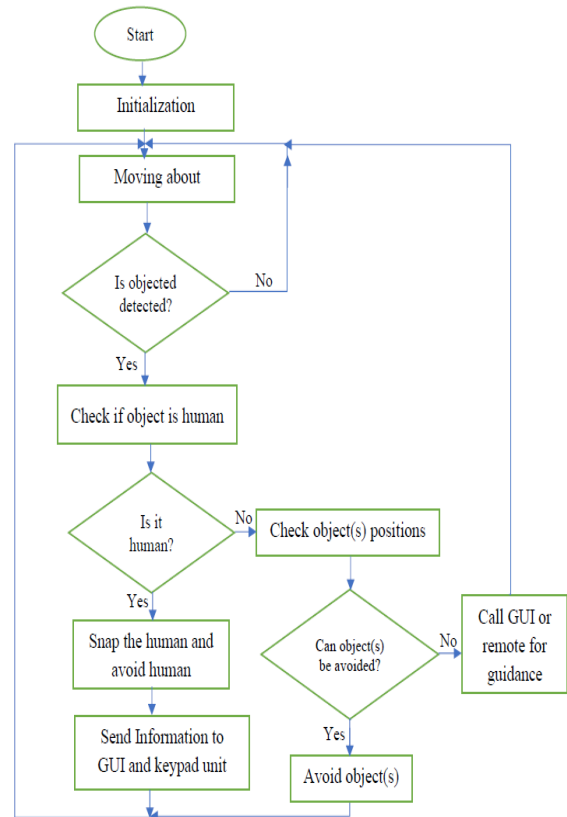 Start
Initialization
Moving about
Is objected
detected?
No
Yes
Check if object is human
Is it
human?
No
Check object(s) positions
Yes
Snap the human and
avoid human
Can object(s)
be avoided?
No
Call GUI or
remote for
guidance
Send Information to
GUI and keypad unit
Yes
Avoid object(s)